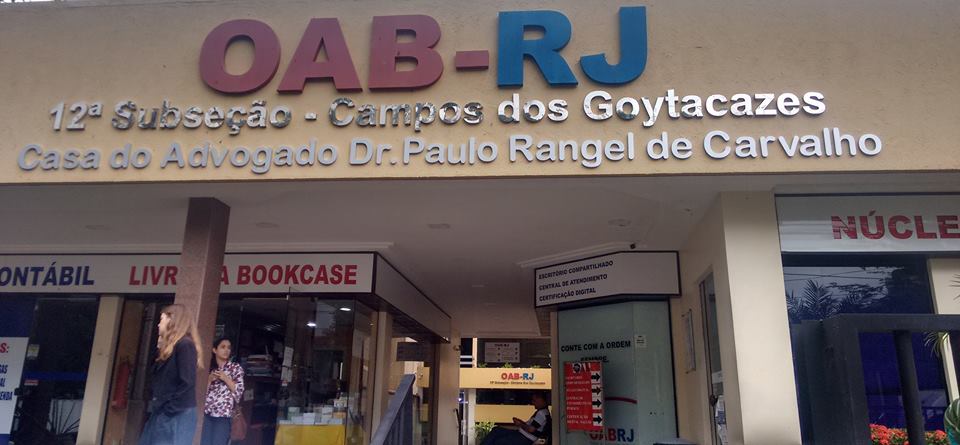 OAB-RJ
12ª Subseção - Campos dos Goytacazes
Casa do Advogado Dr. Paulo Rangel de Carvalho
NÚCLE
ONTÁBIL LIVR A BOOKCASE
ESCRITÓRIO COMPARTILHADO
CENTRAL DE ATENDIMENTO
CERTIFICAÇÃO DIGITAL
CONTE COM A ORDEM
SEMPRE
OAB-RJ
OABRJ